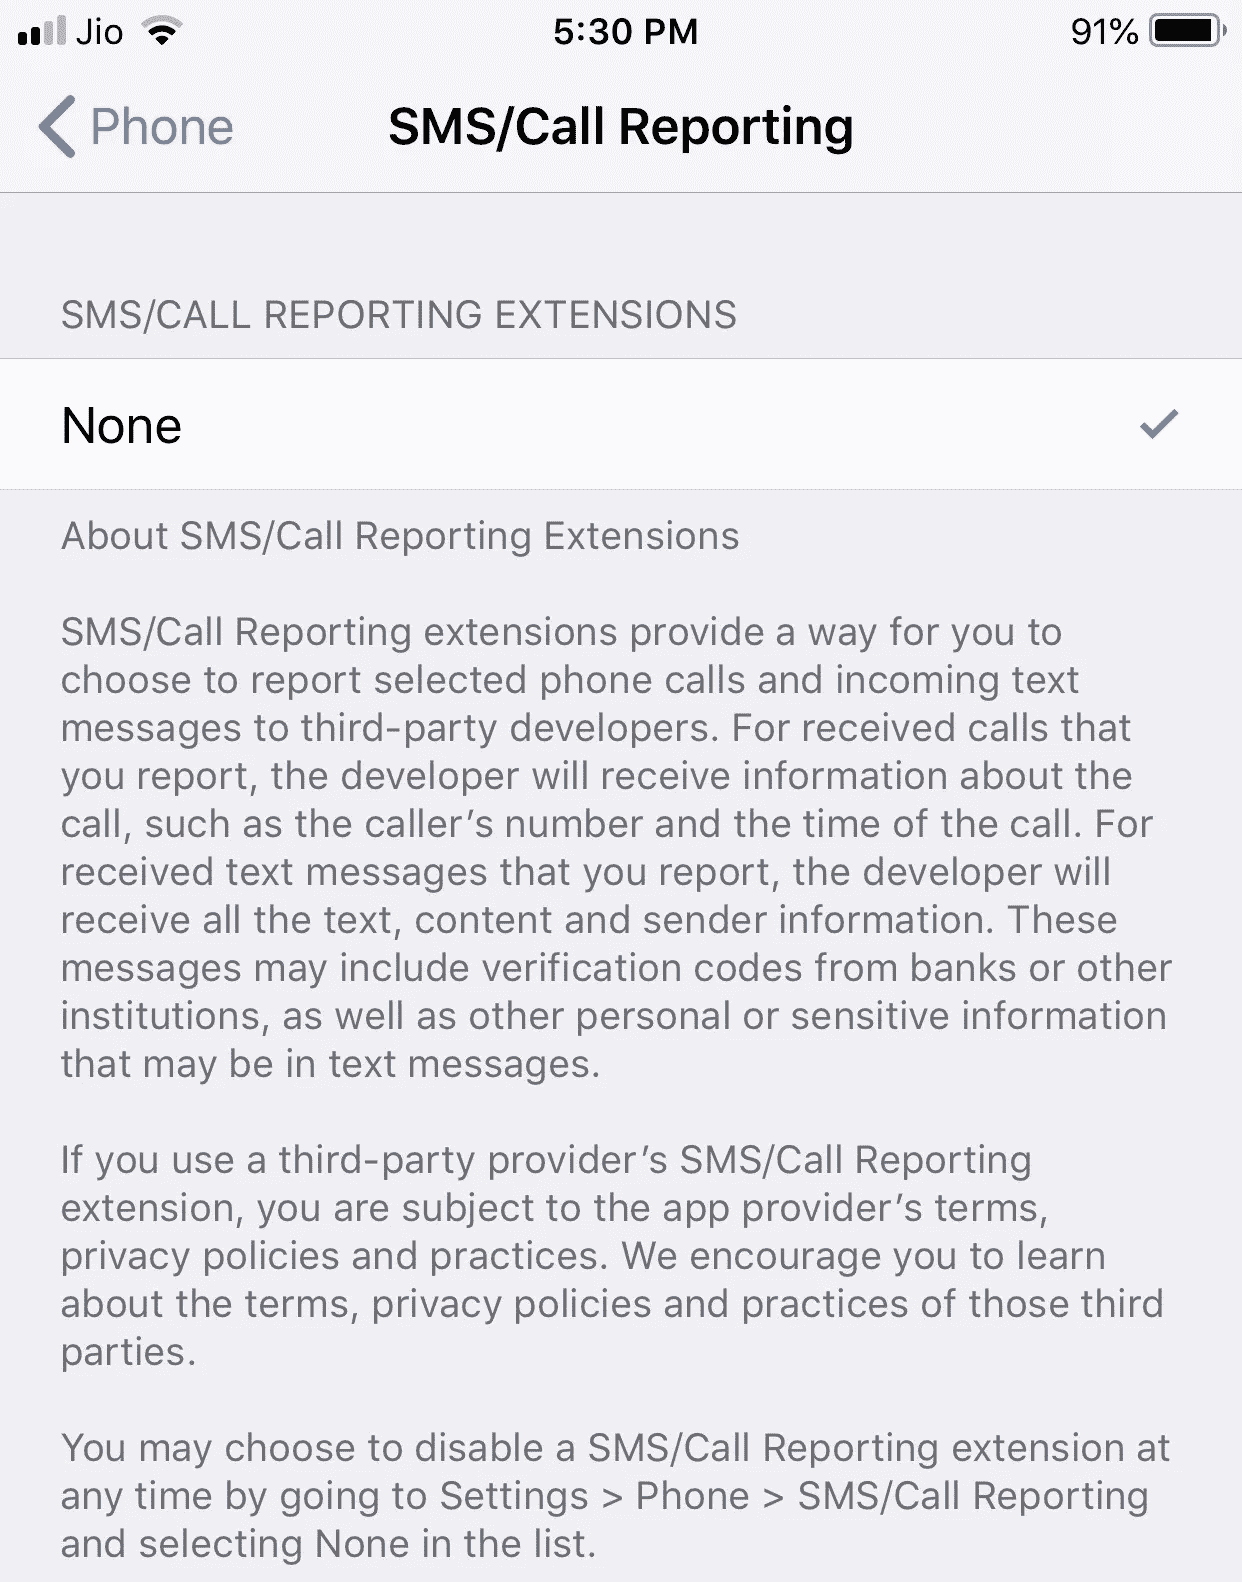 Jio 5:30 PM 91%
Phone SMS/Call Reporting
SMS/CALL REPORTING EXTENSIONS
None
About SMS/Call Reporting Extensions
SMS/Call Reporting extensions provide a way for you to
choose to report selected phone calls and incoming text
messages to third-party developers. For received calls that
you report, the developer will receive information about the
call, such as the caller’s number and the time of the call. For
received text messages that you report, the developer will
receive all the text, content and sender information. These
messages may include verification codes from banks or other
institutions, as well as other personal or sensitive information
that may be in text messages.
If you use a third-party provider’s SMS/Call Reporting
extension, you are subject to the app provider’s terms,
privacy policies and practices. We encourage you to learn
about the terms, privacy policies and practices of those third
parties.
You may choose to disable a SMS/Call Reporting extension at
any time by going to Settings > Phone > SMS/Call Reporting
and selecting None in the list.